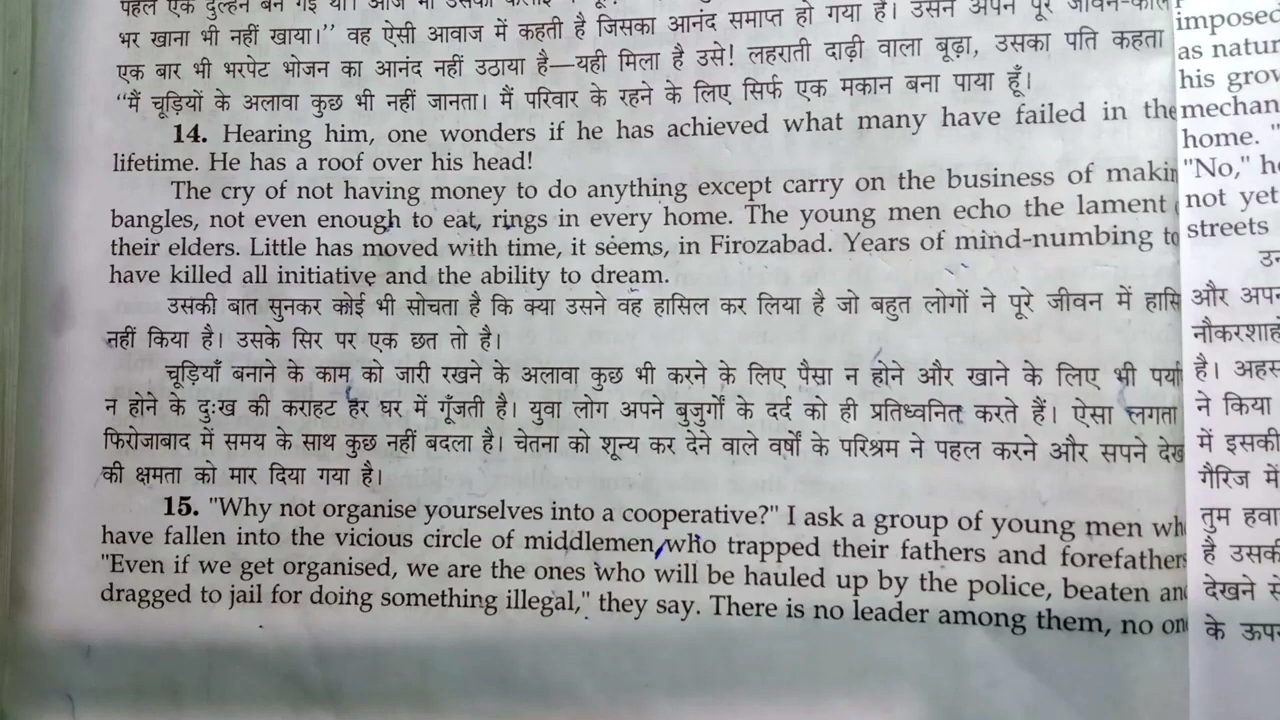 पहले एक दुल्हन बन गई थी। आज भी उसकी कलाई
भर खाना भी नहीं खाया।” वह ऐसी आवाज में कहती है जिसका आनंद समाप्त हो गया है। उसने अपने पूरे जीवन-काल
एक बार भी भरपेट भोजन का आनंद नहीं उठाया है—यही मिला है उसे! लहराती दाढ़ी वाला बूढ़ा, उसका पति कहता
“मैं चूड़ियों के अलावा कुछ भी नहीं जानता। मैं परिवार के रहने के लिए सिर्फ एक मकान बना पाया हूँ।
14. Hearing him, one wonders if he has achieved what many have failed in the
lifetime. He has a roof over his head!
The cry of not having money to do anything except carry on the business of makin
bangles, not even enough to eat, rings in every home. The young men echo the lament
their elders. Little has moved with time, it seems, in Firozabad. Years of mind-numbing to
have killed all initiative and the ability to dream.
उसकी बात सुनकर कोई भी सोचता है कि क्या उसने वह हासिल कर लिया है जो बहुत लोगों ने पूरे जीवन में हासि
नहीं किया है। उसके सिर पर एक छत तो है।
चूड़ियाँ बनाने के काम को जारी रखने के अलावा कुछ भी करने के लिए पैसा न होने और खाने के लिए भी पर्या
न होने के दुःख की कराहट हर घर में गूँजती है। युवा लोग अपने बुजुर्गों के दर्द को ही प्रतिध्वनित करते हैं। ऐसा लगता
फिरोजाबाद में समय के साथ कुछ नहीं बदला है। चेतना को शून्य कर देने वाले वर्षों के परिश्रम ने पहल करने और सपने देख
की क्षमता को मार दिया गया है।
15. "Why not organise yourselves into a cooperative?" I ask a group of young men wh
have fallen into the vicious circle of middlemen who trapped their fathers and forefathers
"Even if we get organised, we are the ones who will be hauled up by the police, beaten an
dragged to jail for doing something illegal," they say. There is no leader among them, no on
imposed
as natur
his grov
mechan
home. "
"No," he
not yet
streets
उन
और अपन
नौकरशाह
है। अहस
ने किया
में इसकी
गैरिज में
तुम हवा
है उसक
देखने से
के ऊपर